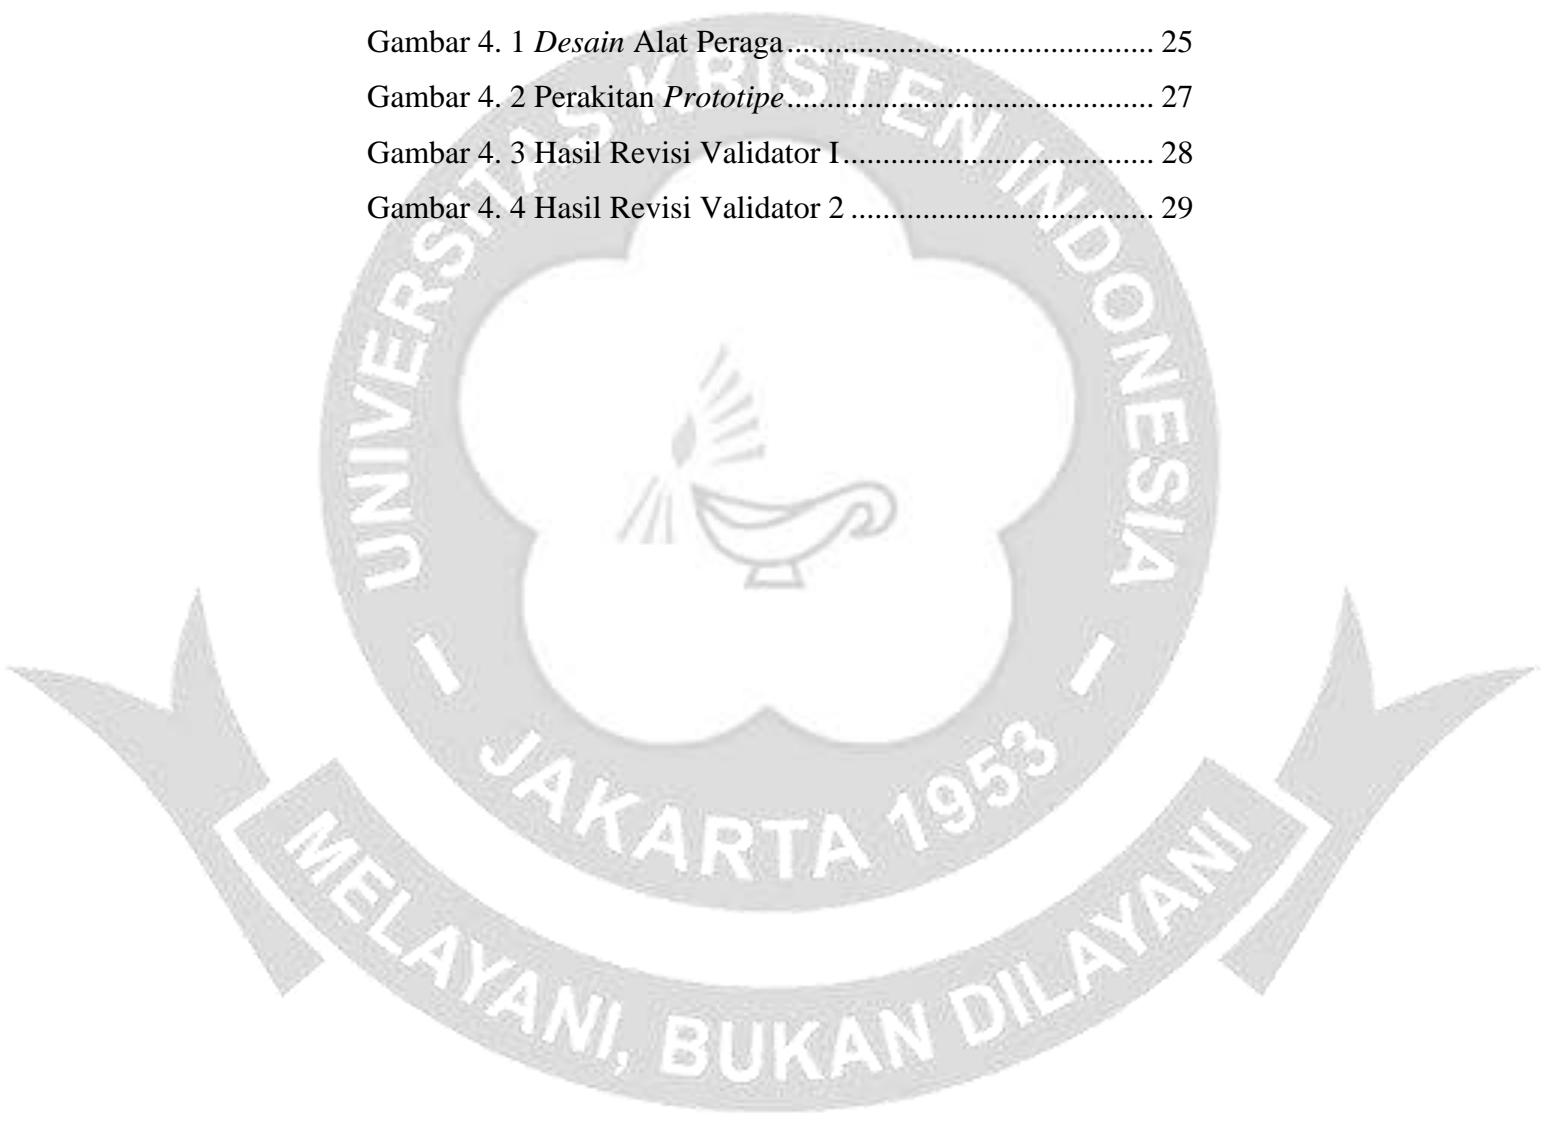 Gambar 4. 1 Desain Alat Peraga............................................... 25
Gambar 4. 2 Perakitan Prototipe............................................... 27
Gambar 4. 3 Hasil Revisi Validator I........................................ 28
Gambar 4. 4 Hasil Revisi Validator 2 ....................................... 29
UNIVERSITAS KRISTEN INDONESIA
JAKARTA 1953
MELAYANI, BUKAN DILAYANI